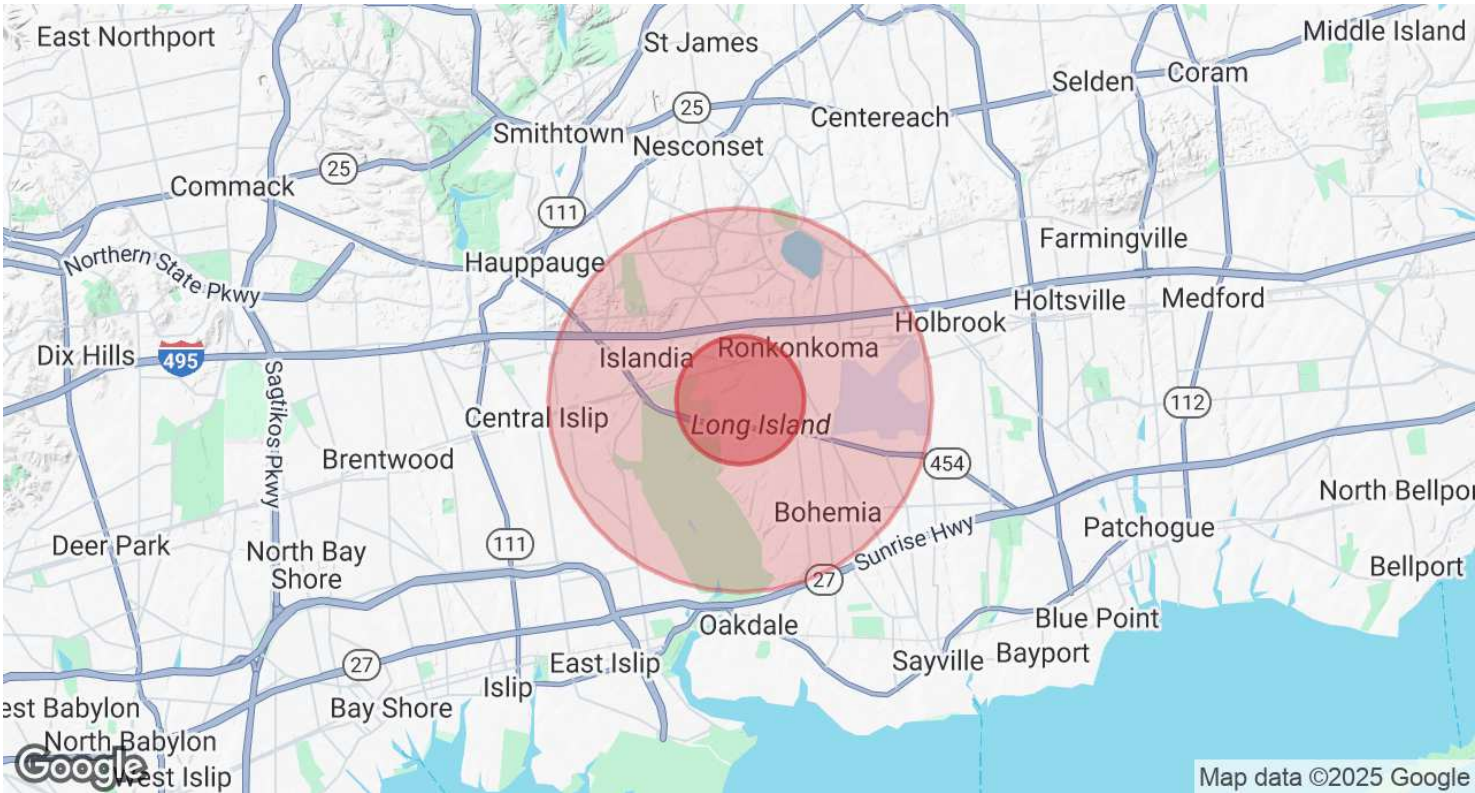 East Northport
St James
Middle Island
Selden
Coram
25
Centereach
Smithtown
Nesconset
25
Commack
111
Farmingville
Northern State Pkwy
Hauppauge
Holtsville
Medford
Holbrook
Dix Hills
495
Islandia
Ronkonkoma
Sagtikos Pkwy
112
Central Islip
Long Island
Brentwood
454
North Bellpor
Bohemia
Sunrise Hwy
Patchogue
Deer Park
111
North Bay
Shore
Bellport
27
Oakdale
Blue Point
East Islip
Sayville
Bayport
27
Islip
est Babylon
Bay Shore
North Babylon
Google
West Islip
Map data ©2025 Google